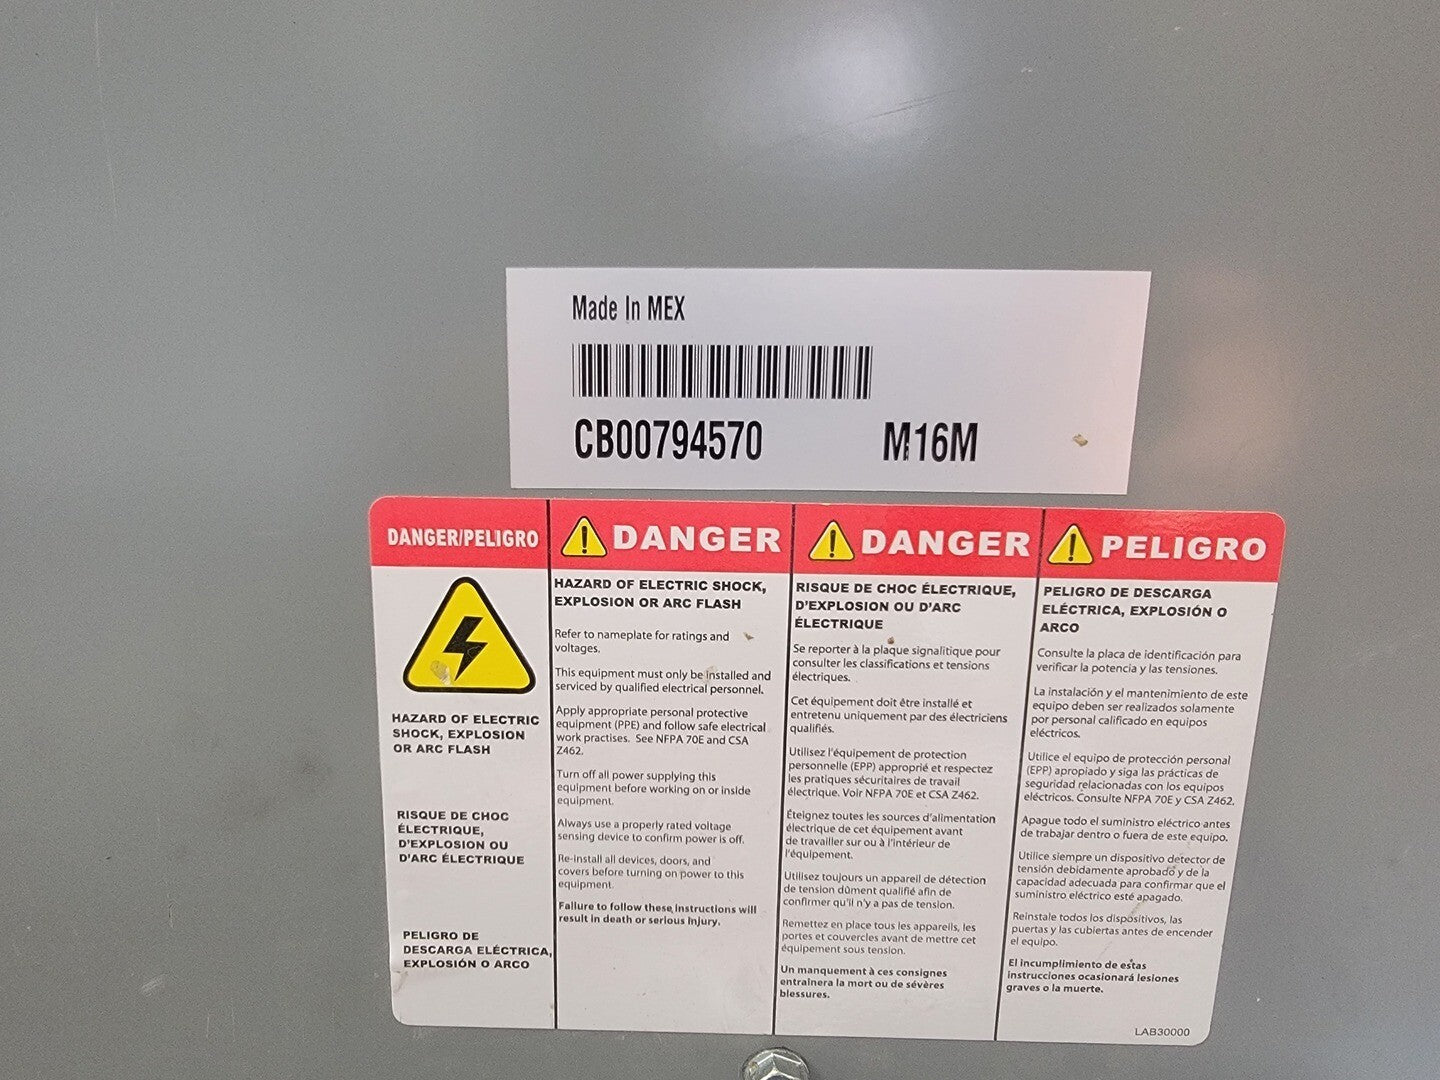 Made In MEX
CB00794570 M16M
DANGER/PELIGRO
HAZARD OF ELECTRIC
SHOCK, EXPLOSION
OR ARC FLASH
RISQUE DE CHOC
ÉLECTRIQUE,
D'EXPLOSION OU
D'ARC ÉLECTRIQUE
PELIGRO DE
DESCARGA ELÉCTRICA,
EXPLOSIÓN O ARCO
DANGER
HAZARD OF ELECTRIC SHOCK,
EXPLOSION OR ARC FLASH
Refer to nameplate for ratings and
voltages.
This equipment must only be installed and
serviced by qualified electrical personnel.
Apply appropriate personal protective
equipment (PPE) and follow safe electrical
work practises. See NFPA 70E and CSA
Z462.
Turn off all power supplying this
equipment before working on or inside
equipment.
Always use a properly rated voltage
sensing device to confirm power is off.
Re-install all devices, doors, and
covers before turning on power to this
equipment.
Failure to follow these instructions will
result in death or serious injury.
DANGER
RISQUE DE CHOC ÉLECTRIQUE,
D'EXPLOSION OU D'ARC
ÉLECTRIQUE
Se reporter à la plaque signalitique pour
consulter les classifications et tensions
électriques.
Cet équipement doit être installé et
entretenu uniquement par des électriciens
qualifiés.
Utilisez l'équipement de protection
personnelle (EPP) approprié et respectez
les pratiques sécuritaires de travail
électrique. Voir NFPA 70E et CSA Z462.
Éteignez toutes les sources d'alimentation
électrique de cet équipement avant
de travailler sur ou à l'intérieur de
l'équipement.
Utilisez toujours un appareil de détection
de tension dûment qualifié afin de
confirmer qu'il n'y a pas de tension.
Remettez en place tous les appareils, les
portes et couvercles avant de mettre cet
équipement sous tension.
Un manquement à ces consignes
entraînera la mort ou de sévères
blessures.
PELIGRO
PELIGRO DE DESCARGA
ELÉCTRICA, EXPLOSIÓN O
ARCO
Consulte la placa de identificación para
verificar la potencia y las tensiones.
La instalación y el mantenimiento de este
equipo deben ser realizados solamente
por personal calificado en equipos
eléctricos.
Utilice el equipo de protección personal
(EPP) apropiado y siga las prácticas de
seguridad relacionadas con los equipos
eléctricos. Consulte NFPA 70E y CSA Z462.
Apague todo el suministro eléctrico antes
de trabajar dentro o fuera de este equipo.
Utilice siempre un dispositivo detector de
tensión debidamente aprobado y de la
capacidad adecuada para confirmar que el
suministro eléctrico esté apagado.
Reinstale todos los dispositivos, las
puertas y las cubiertas antes de encender
el equipo.
El incumplimiento de estas
instrucciones ocasionará lesiones
graves o la muerte.
LAB30000